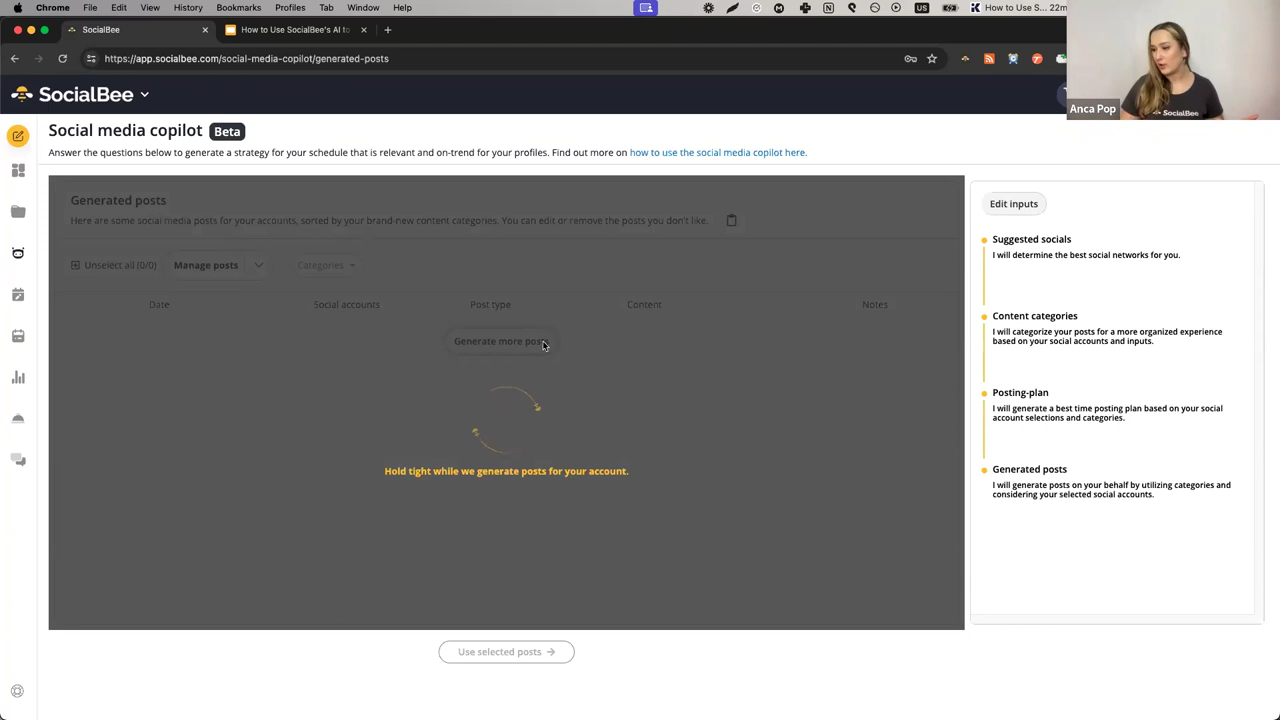 Chrome File Edit View History Bookmarks Profiles Tab Window Help
US
How to Use S... 22m
SocialBee
How to Use SocialBee's AI to
https://app.socialbee.com/social-media-copilot/generated-posts
SocialBee
Anca Pop
SocialBee
Social media copilot Beta
Answer the questions below to generate a strategy for your schedule that is relevant and on-trend for your profiles. Find out more on how to use the social media copilot here.
Generated posts
Here are some social media posts for your accounts, sorted by your brand-new content categories. You can edit or remove the posts you don't like.
Unselect all (0/0) Manage posts Categories
Date Social accounts Post type Content Notes
Generate more posts
Hold tight while we generate posts for your account.
Use selected posts
Edit inputs
Suggested socials
I will determine the best social networks for you.
Content categories
I will categorize your posts for a more organized experience
based on your social accounts and inputs.
Posting-plan
I will generate a best time posting plan based on your social
account selections and categories.
Generated posts
I will generate posts on your behalf by utilizing categories and
considering your selected social accounts.